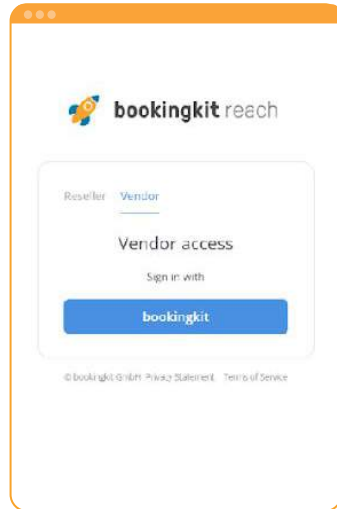 bookingkit reach
Reseller Vendor
Vendor access
Sign in with
bookingkit
© bookingkit GmbH Privacy Statement Terms of Service